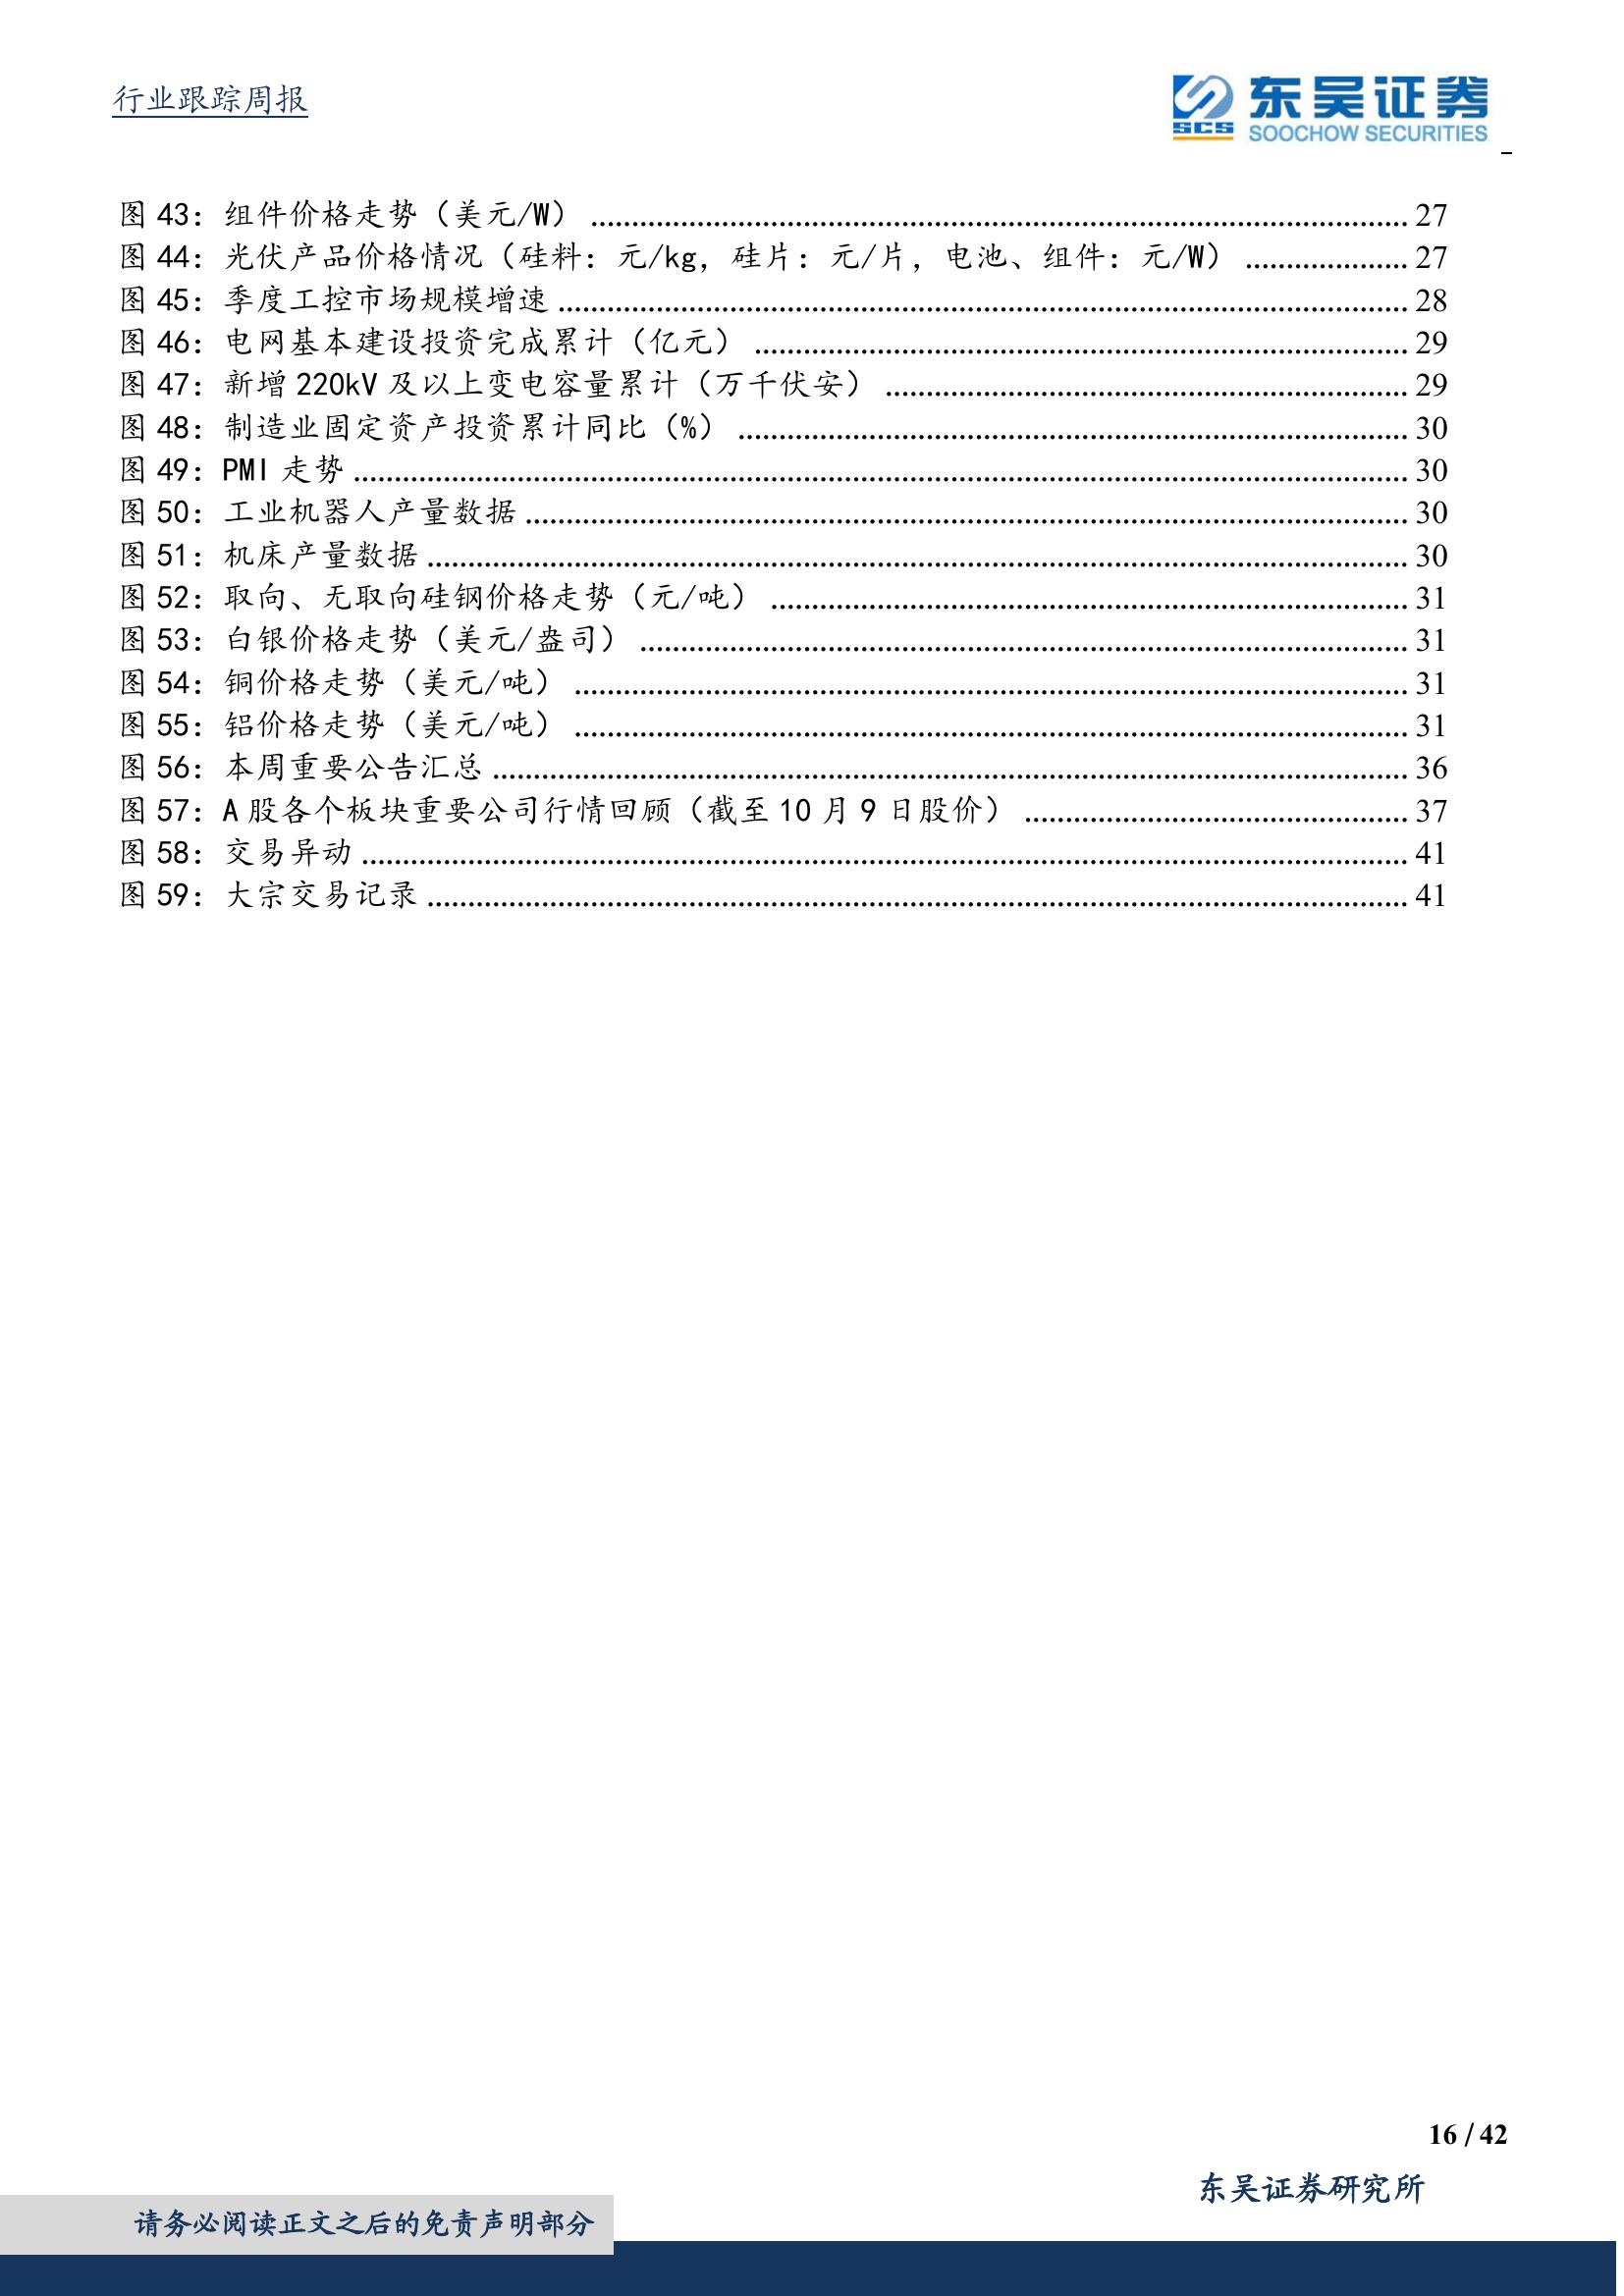 行业跟踪周报
东吴证券
SCS
SOOCHOW SECURITIES
图 43：组件价格走势（美元/W） 27
图 44：光伏产品价格情况（硅料：元/kg，硅片：元/片，电池、组件：元/W） 27
图 45：季度工控市场规模增速 28
图 46：电网基本建设投资完成累计（亿元） 29
图 47：新增 220kV 及以上变电容量累计（万千伏安） 29
图 48：制造业固定资产投资累计同比（%） 30
图 49：PMI 走势 30
图 50：工业机器人产量数据 30
图 51：机床产量数据 30
图 52：取向、无取向硅钢价格走势（元/吨） 31
图 53：白银价格走势（美元/盎司） 31
图 54：铜价格走势（美元/吨） 31
图 55：铝价格走势（美元/吨） 31
图 56：本周重要公告汇总 36
图 57：A 股各个板块重要公司行情回顾（截至 10 月 9 日股价） 37
图 58：交易异动 41
图 59：大宗交易记录 41
16 / 42
东吴证券研究所
请务必阅读正文之后的免责声明部分